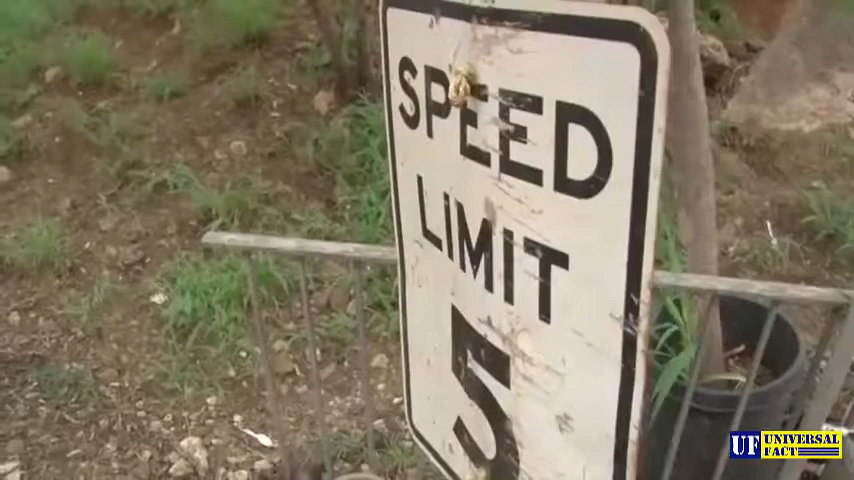 SPEED
LIMIT
5
UF UNIVERSAL
FACT